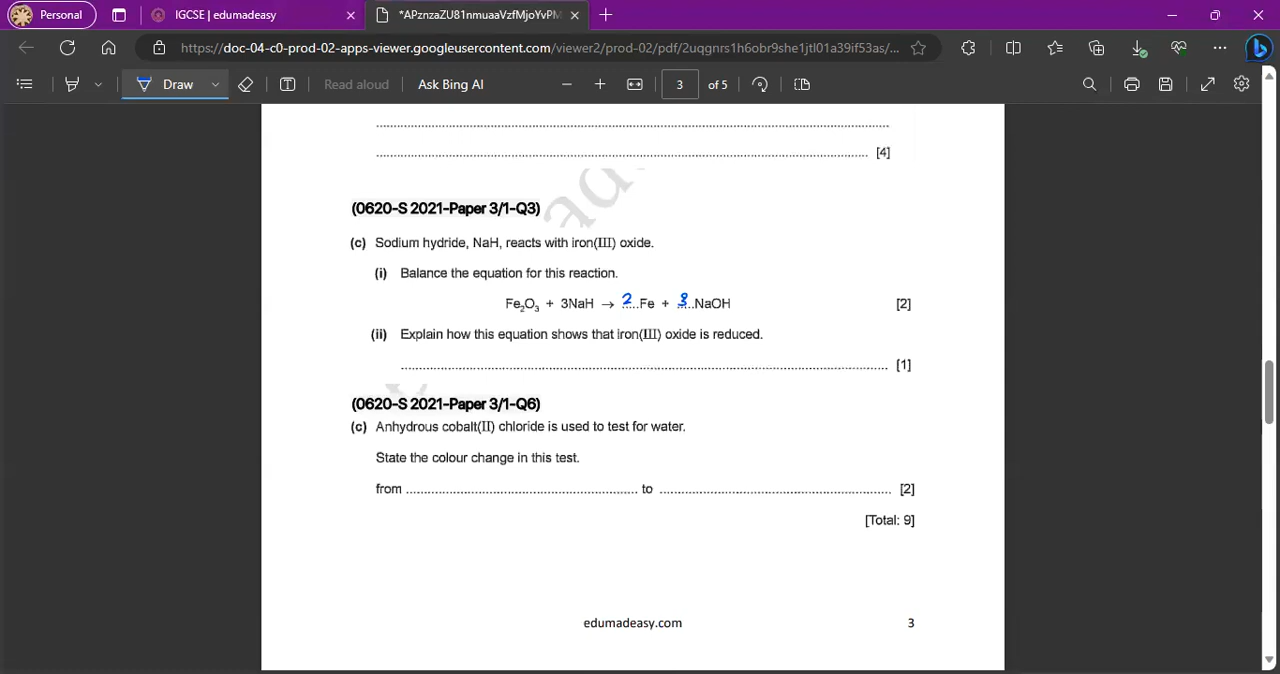 Personal
IGCSE | edumadeasy
*APznzaZU81nmuaaVzfMjoYvPM
https://doc-04-c0-prod-02-apps-viewer.googleusercontent.com/viewer2/prod-02/pdf/2uqgnrs1h6obr9she1jtl01a39if53as/...
Draw
Read aloud
Ask Bing AI
3 of 5
[4]
(0620-S 2021-Paper 3/1-Q3)
(c) Sodium hydride, NaH, reacts with iron(III) oxide.
(i) Balance the equation for this reaction.
Fe2O3 + 3NaH → 2 Fe + 3 NaOH [2]
(ii) Explain how this equation shows that iron(III) oxide is reduced.
[1]
(0620-S 2021-Paper 3/1-Q6)
(c) Anhydrous cobalt(II) chloride is used to test for water.
State the colour change in this test.
from ........ to ........ [2]
[Total: 9]
edumadeasy.com 3